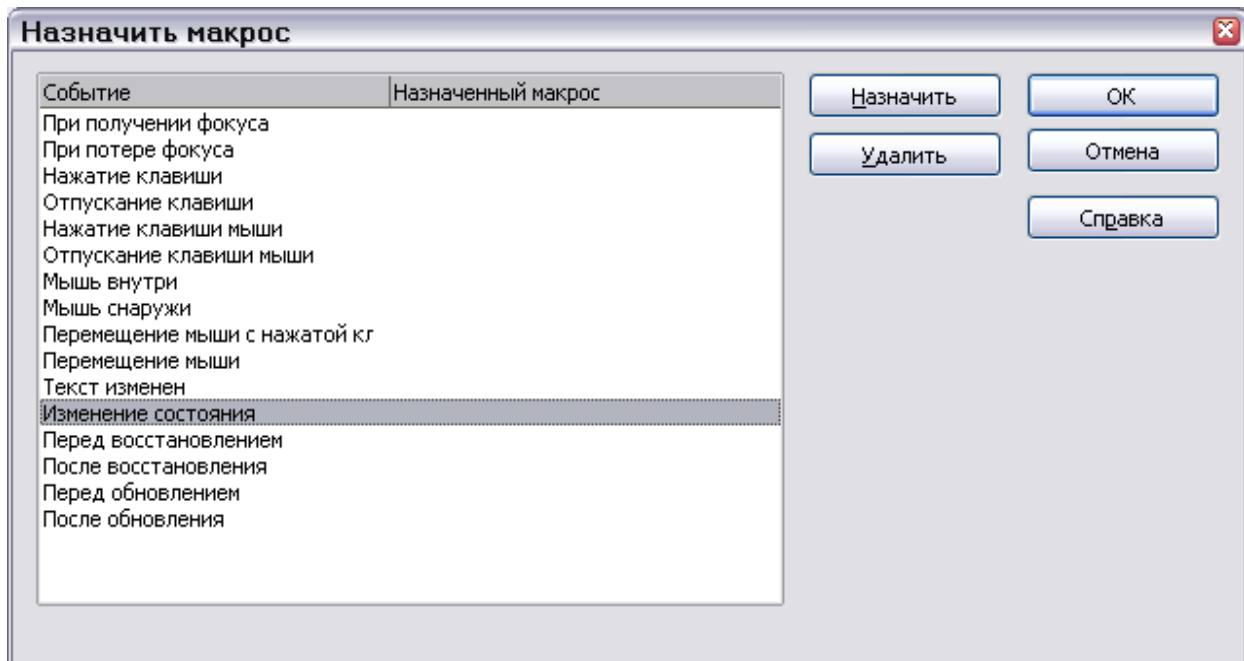 Назначить макрос
Событие Назначенный макрос
При получении фокуса
При потере фокуса
Нажатие клавиши
Отпускание клавиши
Нажатие клавиши мыши
Отпускание клавиши мыши
Мышь внутри
Мышь снаружи
Перемещение мыши с нажатой кл
Перемещение мыши
Текст изменен
Изменение состояния
Перед восстановлением
После восстановления
Перед обновлением
После обновления
Назначить
Удалить
ОК
Отмена
Справка